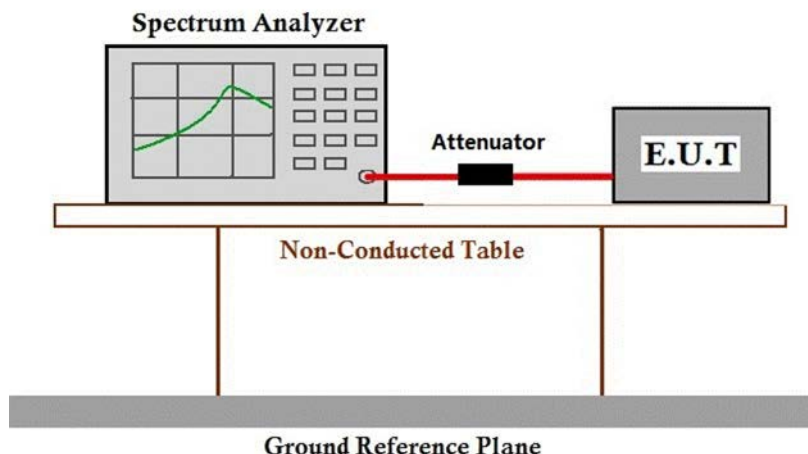 Spectrum Analyzer
Attenuator
E.U.T
Non-Conducted Table
Ground Reference Plane